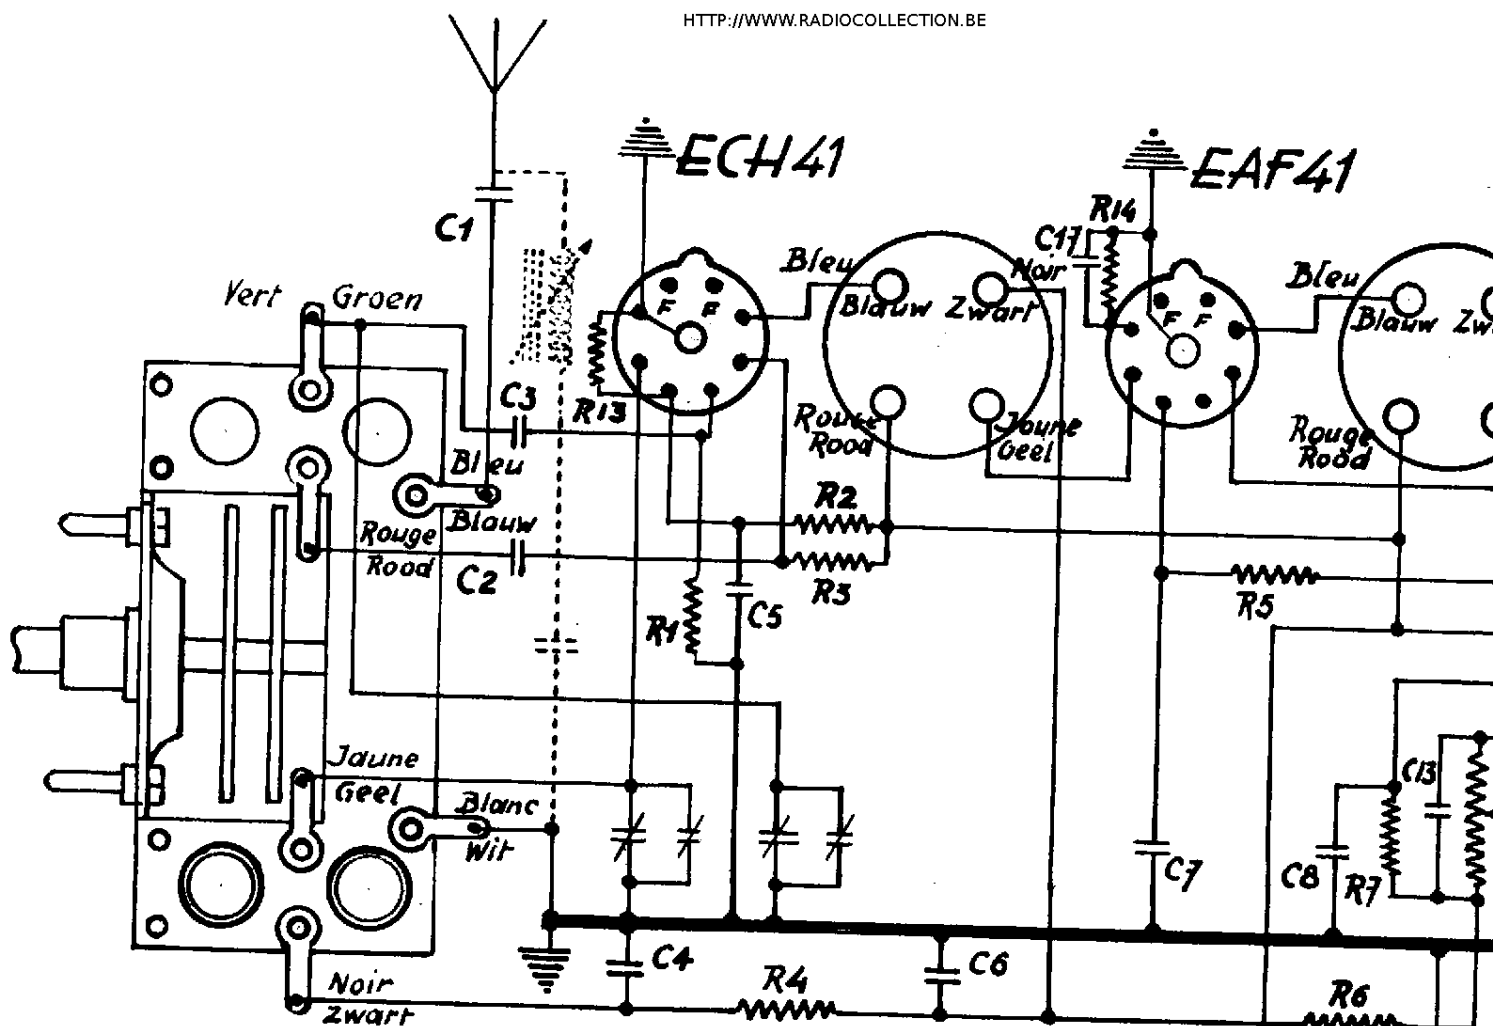 HTTP://WWW.RADIOCOLLECTION.BE
ECH41
EAF41
C1
R14
C17
Noir
Bleu
Blauw
Zwart
Bleu
Blauw
Vert Groen
F F
F F
R13
C3
Bleu
Blauw
Rouge
Rood
C2
Rood
Jaune
Geel
Rouge
Rood
R2
R3
R1
C5
R5
Jaune
Geel
Blanc
Wit
C13
C7
C8
R7
C4
C6
R4
R6
Noir
Zwart